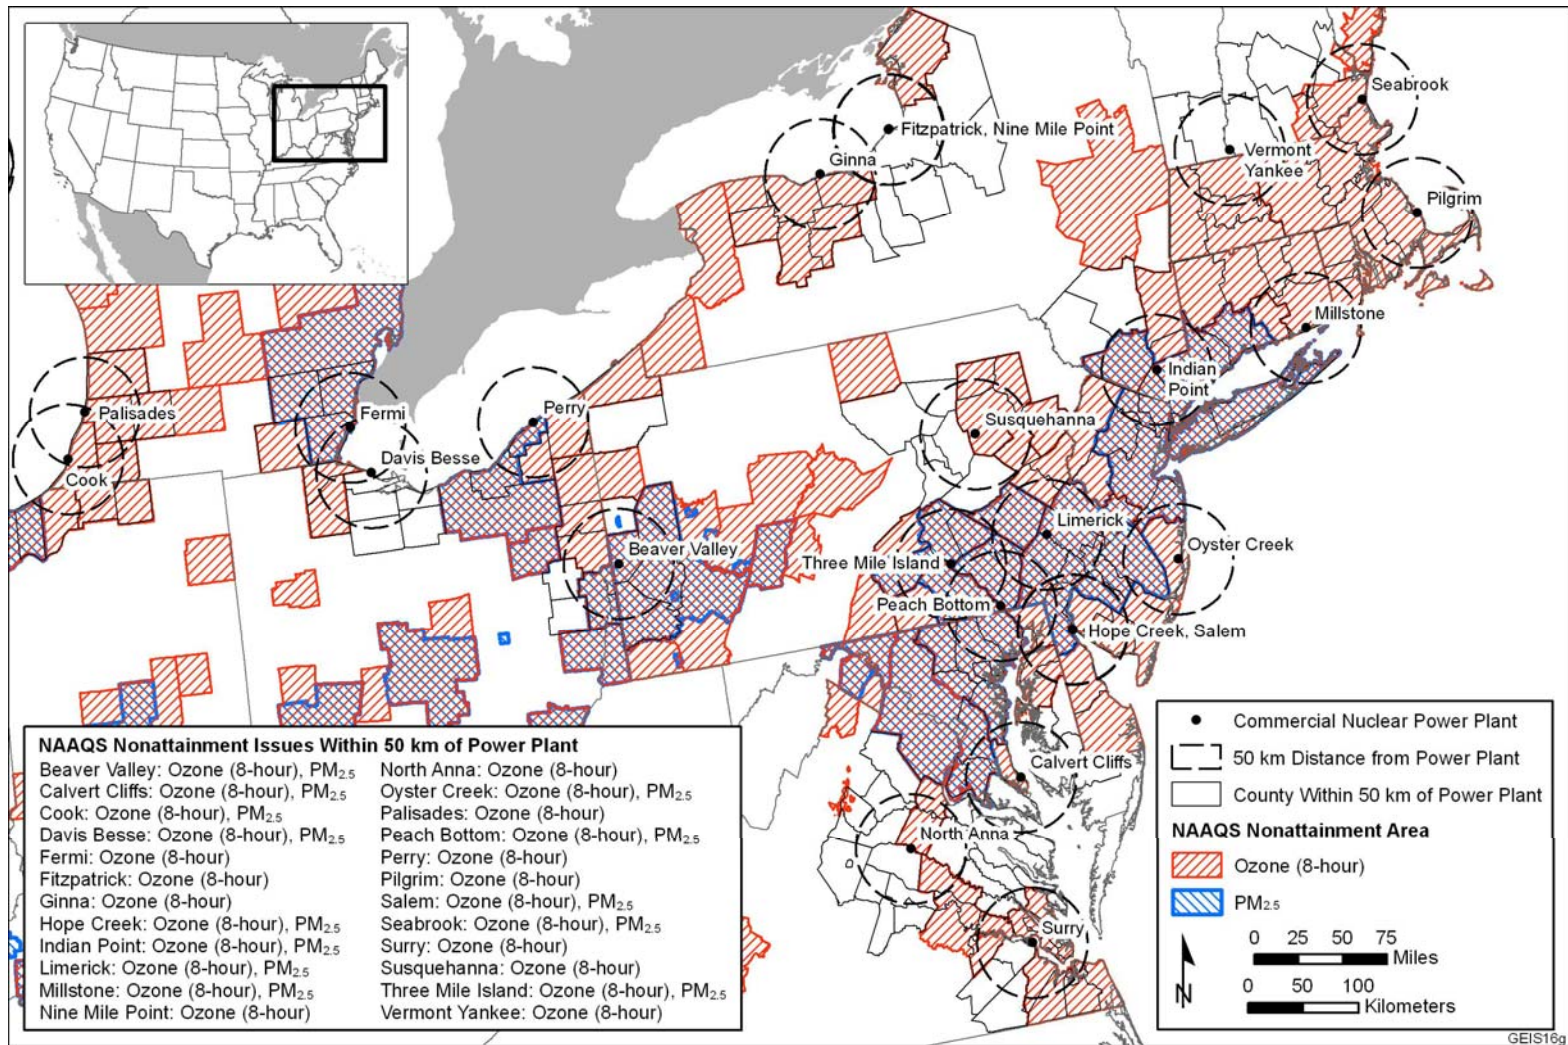 Seabrook
Fitzpatrick, Nine Mile Point
Ginna
Vermont
Yankee
Pilgrim
Millstone
Indian
Point
Palisades
Fermi
Perry
Susquehanna
Davis Besse
Cook
Limerick
Beaver Valley
Three Mile Island
Oyster Creek
Peach Bottom
Hope Creek, Salem
Calvert Cliffs
North Anna
Surry
NAAQS Nonattainment Issues Within 50 km of Power Plant
Beaver Valley: Ozone (8-hour), PM2.5
Calvert Cliffs: Ozone (8-hour), PM2.5
Cook: Ozone (8-hour), PM2.5
Davis Besse: Ozone (8-hour), PM2.5
Fermi: Ozone (8-hour)
Fitzpatrick: Ozone (8-hour)
Ginna: Ozone (8-hour)
Hope Creek: Ozone (8-hour), PM2.5
Indian Point: Ozone (8-hour), PM2.5
Limerick: Ozone (8-hour), PM2.5
Millstone: Ozone (8-hour), PM2.5
Nine Mile Point: Ozone (8-hour)
North Anna: Ozone (8-hour)
Oyster Creek: Ozone (8-hour), PM2.5
Palisades: Ozone (8-hour)
Peach Bottom: Ozone (8-hour), PM2.5
Perry: Ozone (8-hour)
Pilgrim: Ozone (8-hour)
Salem: Ozone (8-hour), PM2.5
Seabrook: Ozone (8-hour), PM2.5
Surry: Ozone (8-hour)
Susquehanna: Ozone (8-hour)
Three Mile Island: Ozone (8-hour), PM2.5
Vermont Yankee: Ozone (8-hour)
Commercial Nuclear Power Plant
50 km Distance from Power Plant
County Within 50 km of Power Plant
NAAQS Nonattainment Area
Ozone (8-hour)
PM2.5
0 25 50 75
Miles
0 50 100
Kilometers
N
GEIS16g